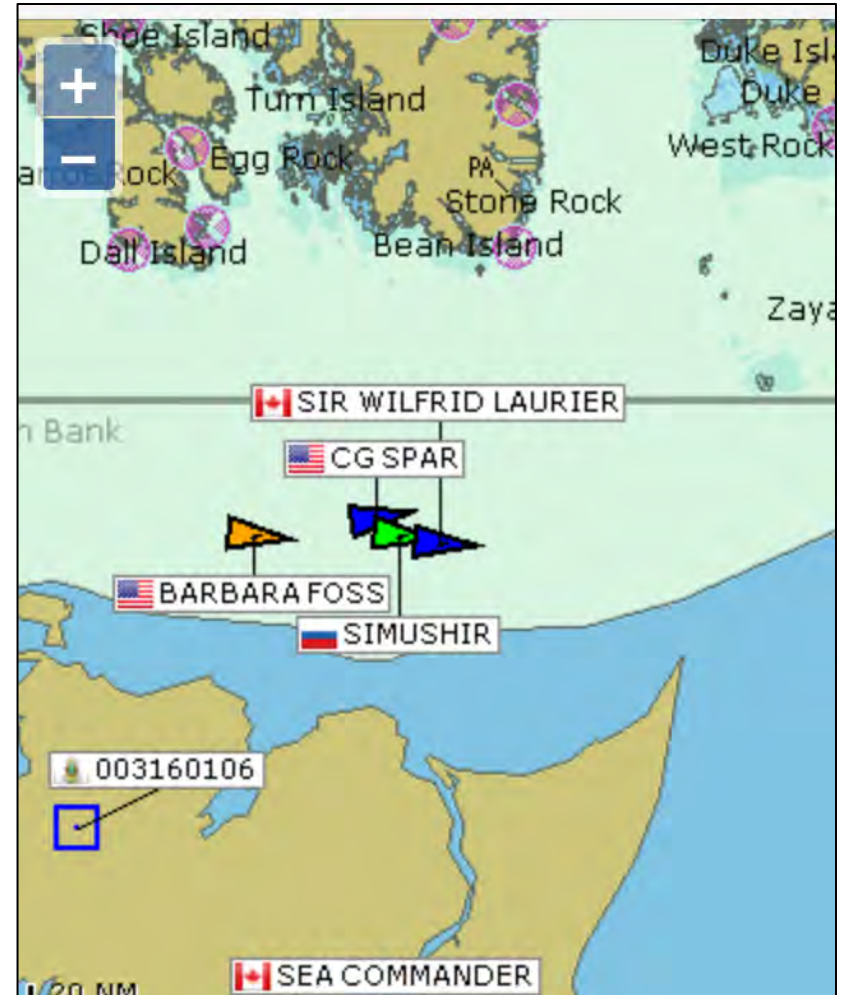 Shoe Island
Duke
Duke
Turn Island
West Rock
Egg Rock
Rock
PA
Stone Rock
Dall Island
Bean Island
SIR WILFRID LAURIER
Bank
CG SPAR
BARBARA FOSS
SIMUSHIR
003160106
SEA COMMANDER
20 NM